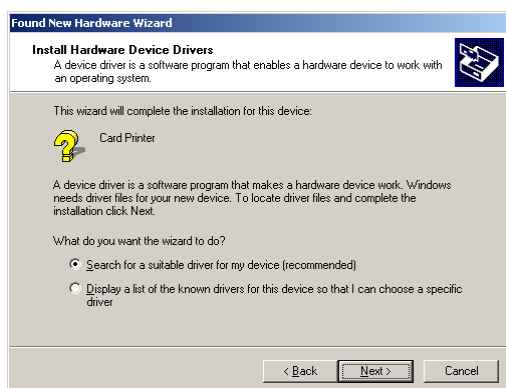 Found New Hardware Wizard
Install Hardware Device Drivers
A device driver is a software program that enables a hardware device to work with
an operating system.
This wizard will complete the installation for this device:
Card Printer
A device driver is a software program that makes a hardware device work. Windows
needs driver files for your new device. To locate driver files and complete the
installation click Next.
What do you want the wizard to do?
Search for a suitable driver for my device (recommended)
Display a list of the known drivers for this device so that I can choose a specific
driver
< Back Next > Cancel